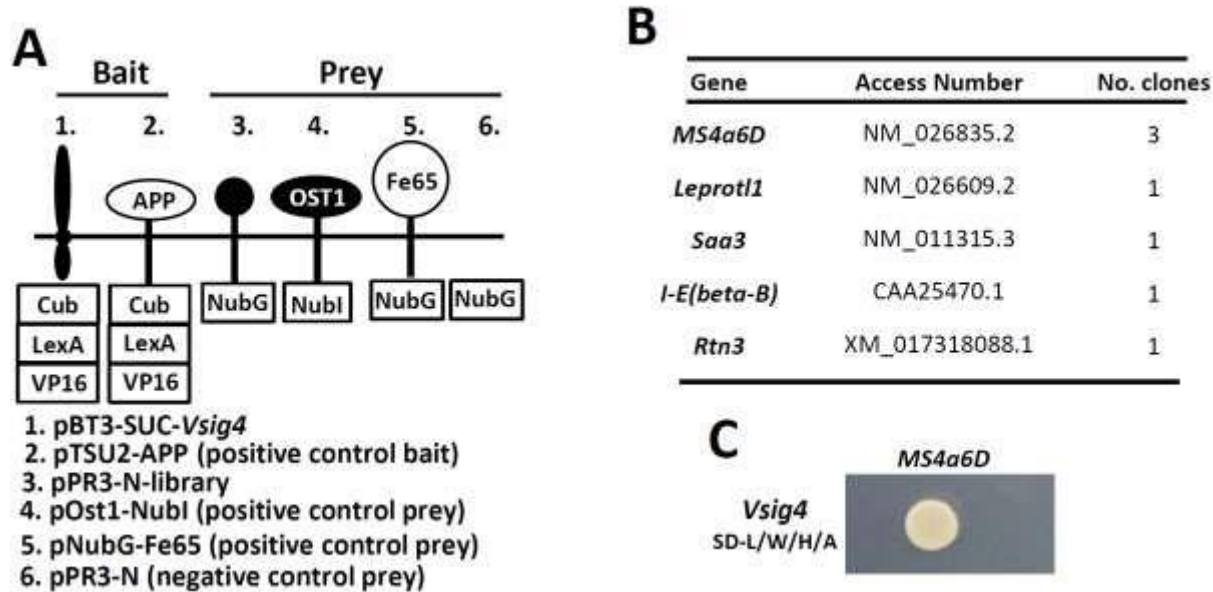 A
Bait Prey
1. 2. 3. 4. 5. 6.
APP OST1 Fe65
Cub Cub NubG NubI NubG NubG
LexA LexA
VP16 VP16
1. pBT3-SUC-Vsig4
2. pTSU2-APP (positive control bait)
3. pPR3-N-library
4. pOst1-NubI (positive control prey)
5. pNubG-Fe65 (positive control prey)
6. pPR3-N (negative control prey)
B
Gene Access Number No. clones
MS4a6D NM_026835.2 3
Leprotl1 NM_026609.2 1
Saa3 NM_011315.3 1
I-E(beta-B) CAA25470.1 1
Rtn3 XM_017318088.1 1
C
MS4a6D
Vsig4
SD-L/W/H/A